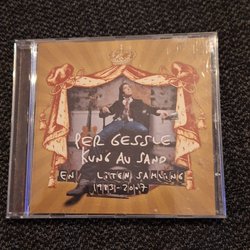 PER GESSLE
KUNG AV SAND
EN LITEN SAMLING
1983-2007